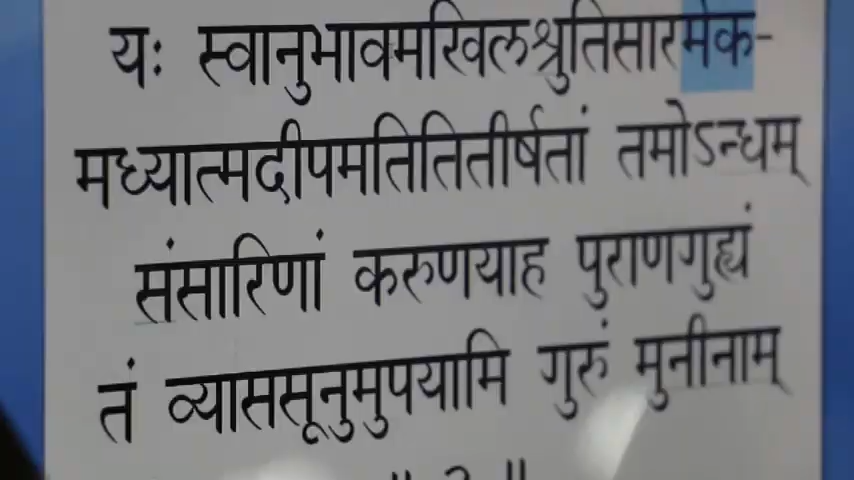 यः स्वानुभावमखिलश्रुतिसारमेक-
मध्यात्मदीपमतितितीर्षतां तमोऽन्धम्
संसारिणां करुणयाह पुराणगुह्यं
तं व्याससूनुमुपयामि गुरुं मुनीनाम्